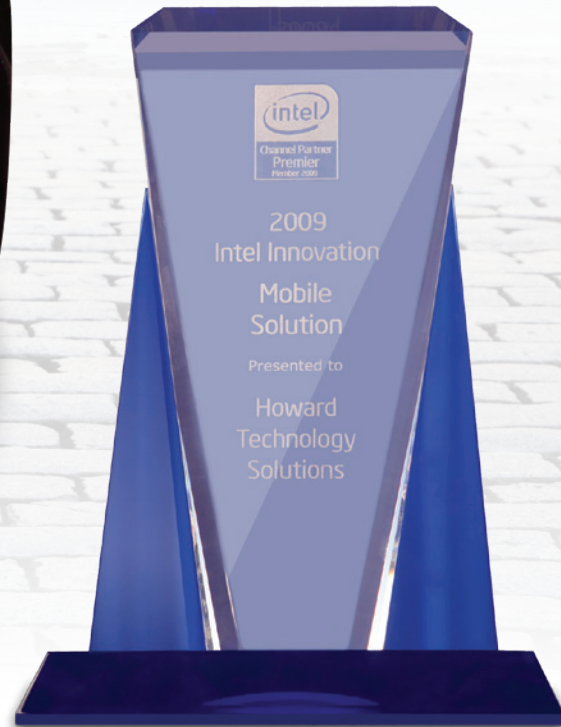 intel
Channel Partner
Premier
Member 2009
2009
Intel Innovation
Mobile
Solution
Presented to
Howard
Technology
Solutions